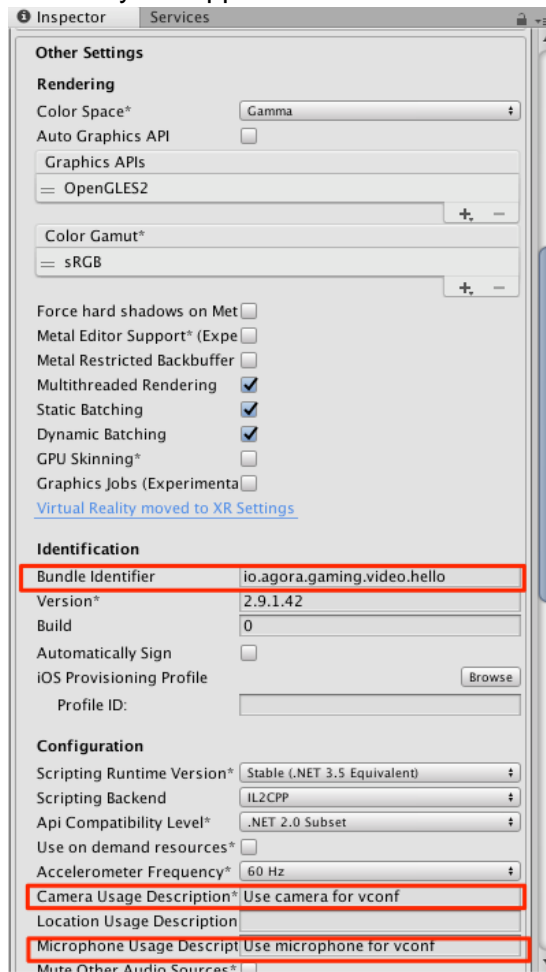 Inspector Services
Other Settings
Rendering
Color Space* Gamma
Auto Graphics API
Graphics APIs
OpenGLES2
Color Gamut*
sRGB
Force hard shadows on Met
Metal Editor Support* (Expe
Metal Restricted Backbuffer
Multithreaded Rendering
Static Batching
Dynamic Batching
GPU Skinning*
Graphics Jobs (Experimenta
Virtual Reality moved to XR Settings
Identification
Bundle Identifier io.agora.gaming.video.hello
Version* 2.9.1.42
Build 0
Automatically Sign
iOS Provisioning Profile Browse
Profile ID:
Configuration
Scripting Runtime Version* Stable (.NET 3.5 Equivalent)
Scripting Backend IL2CPP
Api Compatibility Level* .NET 2.0 Subset
Use on demand resources*
Accelerometer Frequency* 60 Hz
Camera Usage Description* Use camera for vconf
Location Usage Description
Microphone Usage Descript Use microphone for vconf
Mute Other Audio Sources*